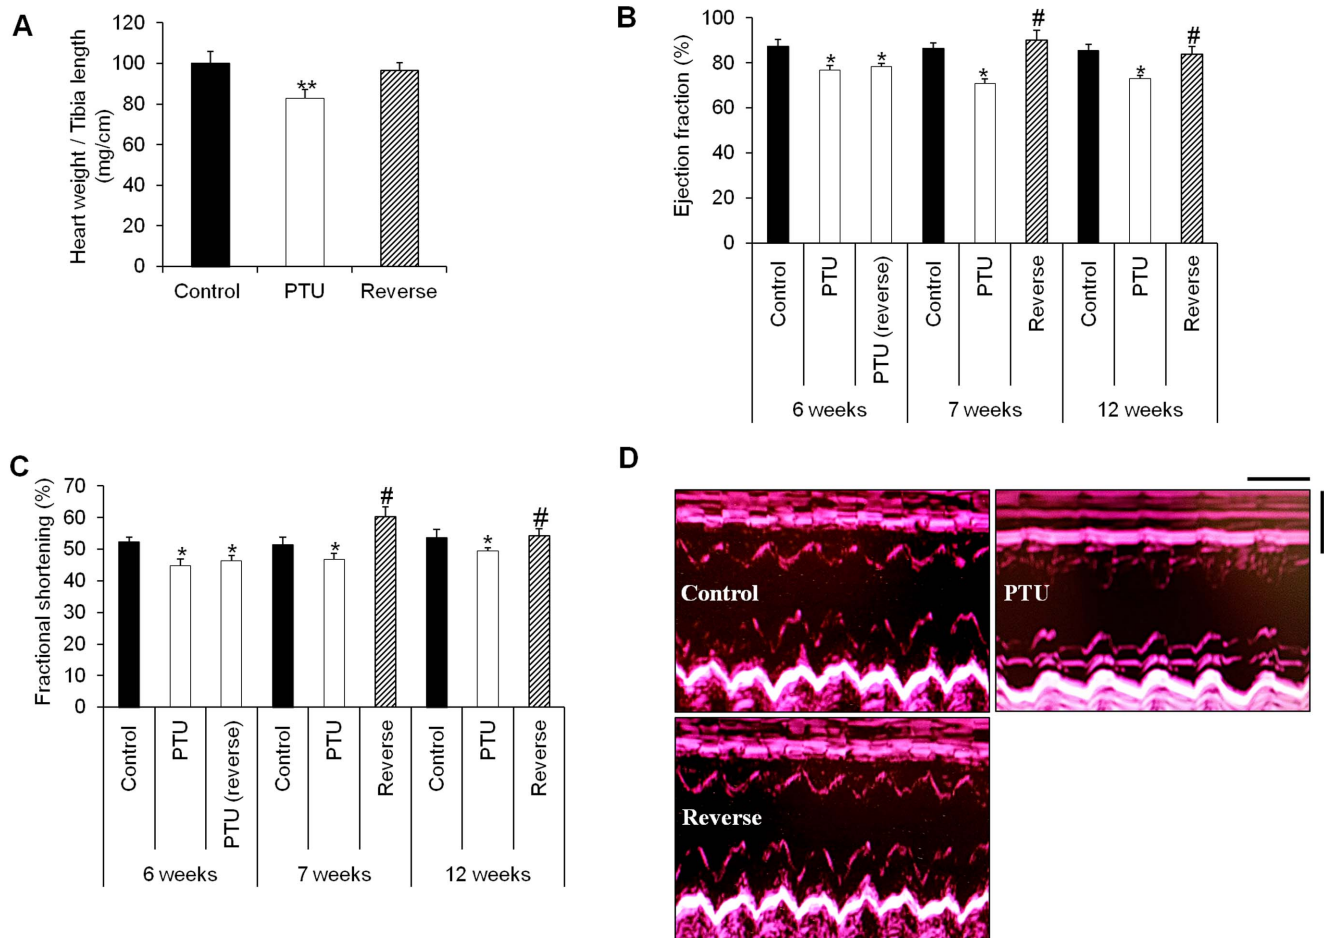 A
Heart weight / Tibia length
(mg/cm)
120
100
80
60
40
20
0
**
Control
PTU
Reverse
B
Ejection fraction (%)
100
80
60
40
20
0
*
*
*
#
*
#
Control
PTU
PTU (reverse)
Control
PTU
Reverse
Control
PTU
Reverse
6 weeks
7 weeks
12 weeks
C
Fractional shortening (%)
70
60
50
40
30
20
10
0
*
*
*
#
*
#
Control
PTU
PTU (reverse)
Control
PTU
Reverse
Control
PTU
Reverse
6 weeks
7 weeks
12 weeks
D
Control
PTU
Reverse